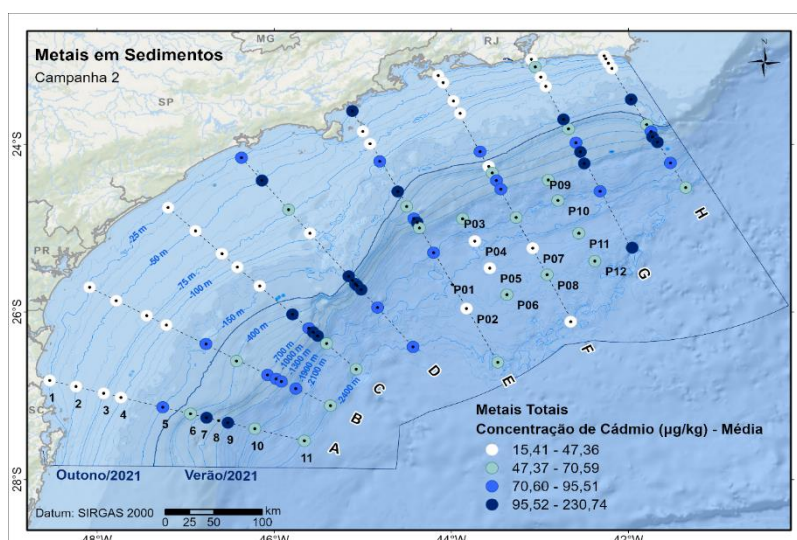 MG
RJ
Metais em Sedimentos
Campanha 2
SP
24°S
-25 m
-50 m
P09
P03
P10
H
PR
-75 m
-100 m
P04
P11
P07
G
P05
P12
P01
P08
-150 m
P06
26°S
P02
-400 m
F
-700 m
-1000 m
-1300 m
-1900 m
-2100 m
D
E
C
-2400 m
1
2
3
4
B
SC
5
6
7
8
9
10
11
A
Metais Totais
Concentração de Cádmio (µg/kg) - Média
15,41 - 47,36
47,37 - 70,59
70,60 - 95,51
95,52 - 230,74
28°S
Outono/2021
Verão/2021
Datum: SIRGAS 2000
0
25
50
100
km
48°W
46°W
44°W
42°W